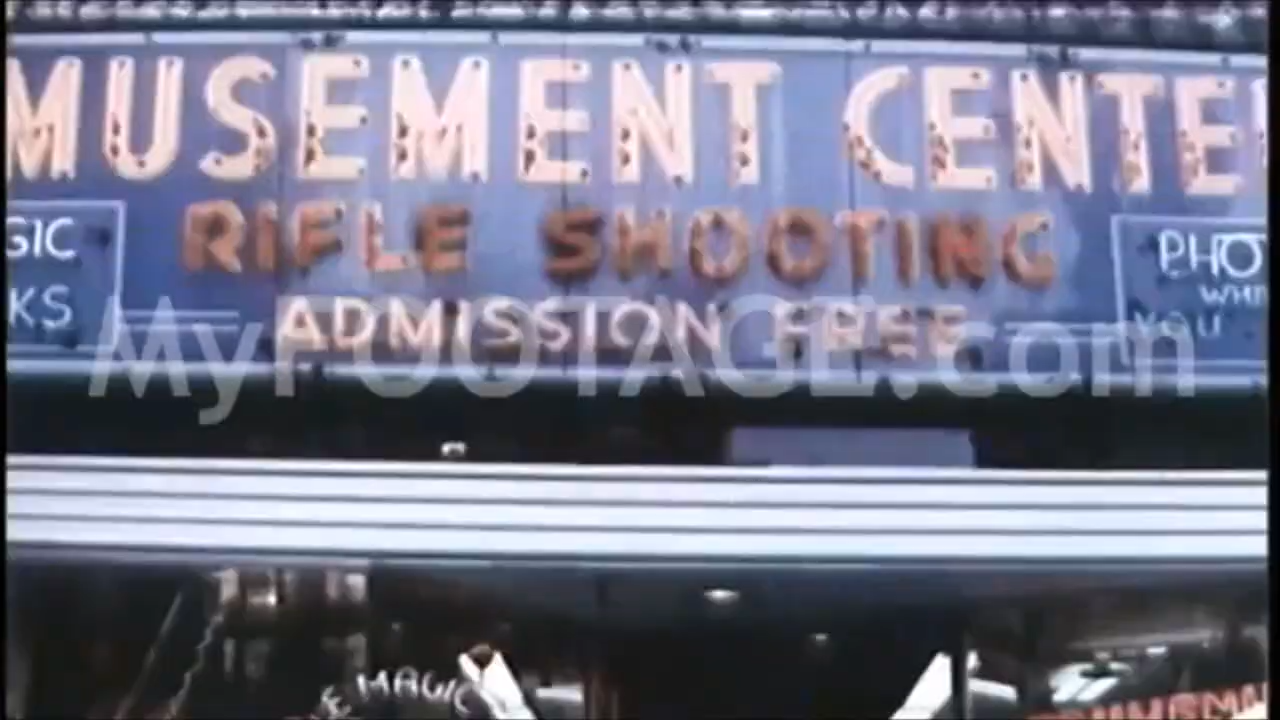 MUSEMENT CENTE
RIFLE SHOOTING
ADMISSION FREE
GIC
KS
PHO
WHI
YOU
MyFOOTAGE.com
MAGIC